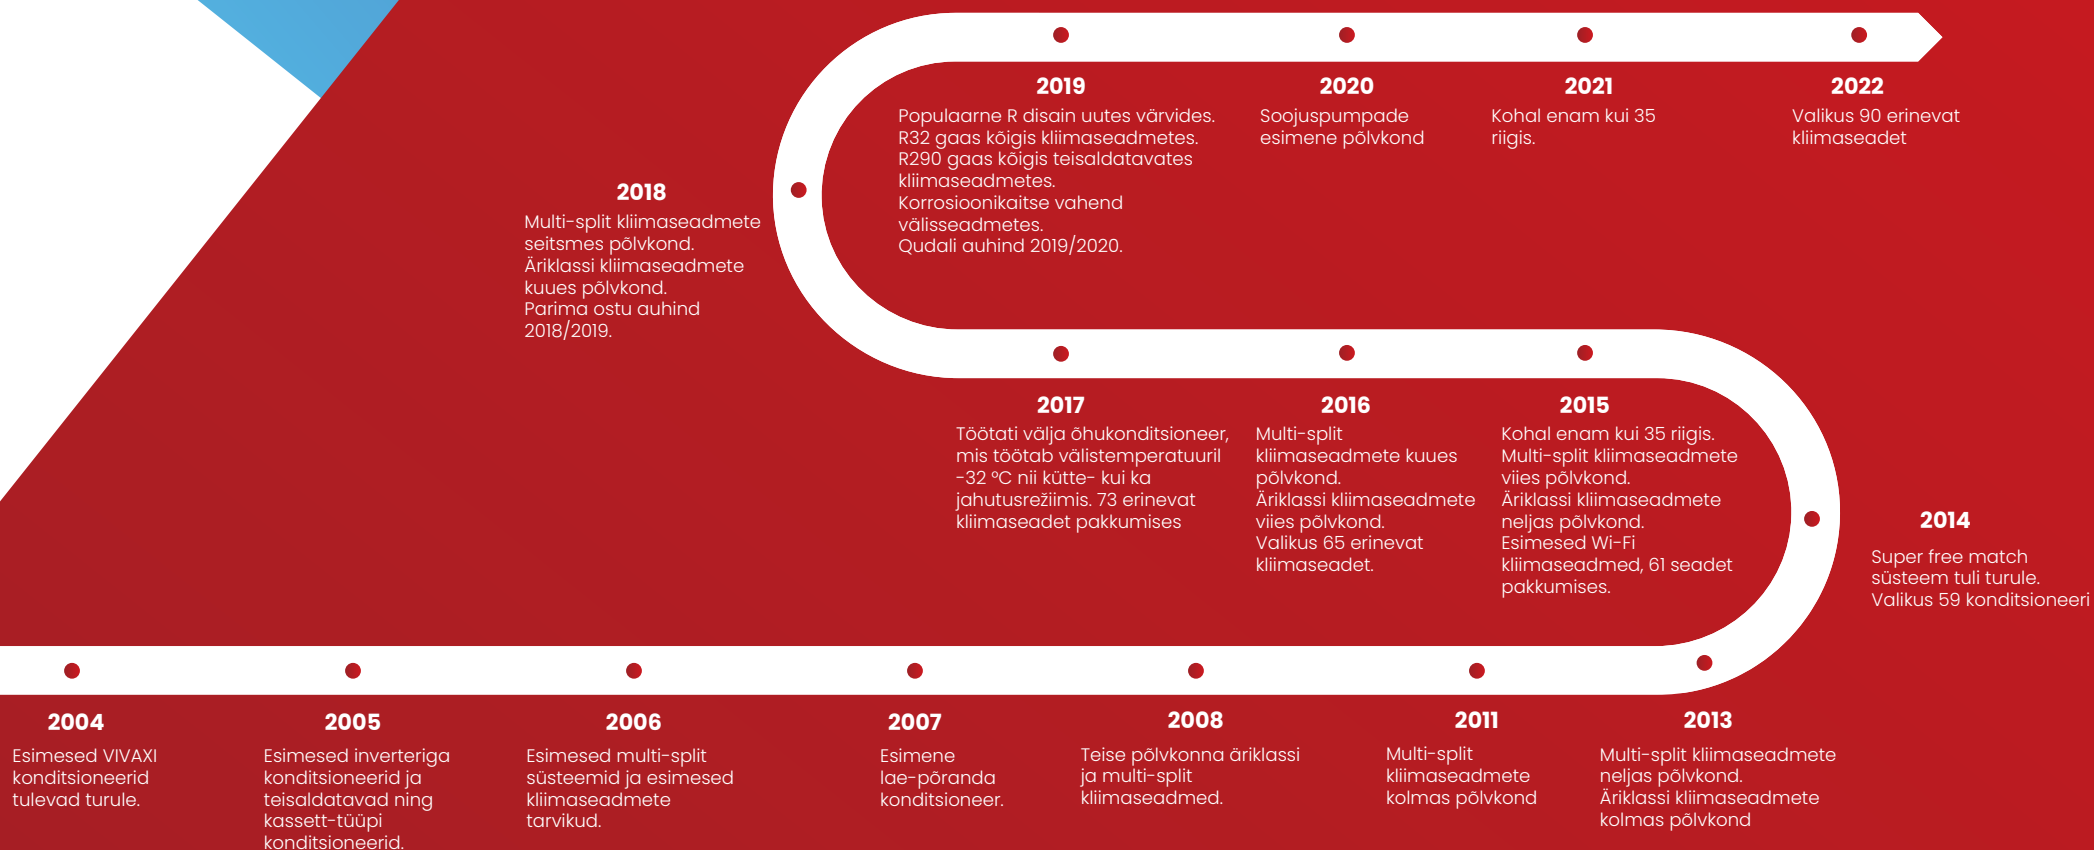 2019
Populaarne R disain uutes värvides.
R32 gaas kõigis kliimaseadmetes.
R290 gaas kõigis teisaldatavates
kliimaseadmetes.
Korrosioonikaitse vahend
välisseadmetes.
Qudali auhind 2019/2020.
2020
Soojuspumpade
esimene põlvkond
2021
Kohal enam kui 35
riigis.
2022
Valikus 90 erinevat
kliimaseadet
2018
Multi-split kliimaseadmete
seitsmes põlvkond.
Äriklassi kliimaseadmete
kuues põlvkond.
Parima ostu auhind
2018/2019.
2017
Töötati välja õhukonditsioneer,
mis töötab välistemperatuuril
-32 °C nii kütte- kui ka
jahutusrežiimis. 73 erinevat
kliimaseadet pakkumises
2016
Multi-split
kliimaseadmete kuues
põlvkond.
Äriklassi kliimaseadmete
viies põlvkond.
Valikus 65 erinevat
kliimaseadet.
2015
Kohal enam kui 35 riigis.
Multi-split kliimaseadmete
viies põlvkond.
Äriklassi kliimaseadmete
neljas põlvkond.
Esimesed Wi-Fi
kliimaseadmed, 61 seadet
pakkumises.
2014
Super free match
süsteem tuli turule.
Valikus 59 konditsioneeri
2004
Esimesed VIVAXI
konditsioneerid
tulevad turule.
2005
Esimesed inverteriga
konditsioneerid ja
teisaldatavad ning
kassett-tüüpi
konditsioneerid.
2006
Esimesed multi-split
süsteemid ja esimesed
kliimaseadmete
tarvikud.
2007
Esimene
lae-põranda
konditsioneer.
2008
Teise põlvkonna äriklassi
ja multi-split
kliimaseadmed.
2011
Multi-split
kliimaseadmete
kolmas põlvkond
2013
Multi-split kliimaseadmete
neljas põlvkond.
Äriklassi kliimaseadmete
kolmas põlvkond